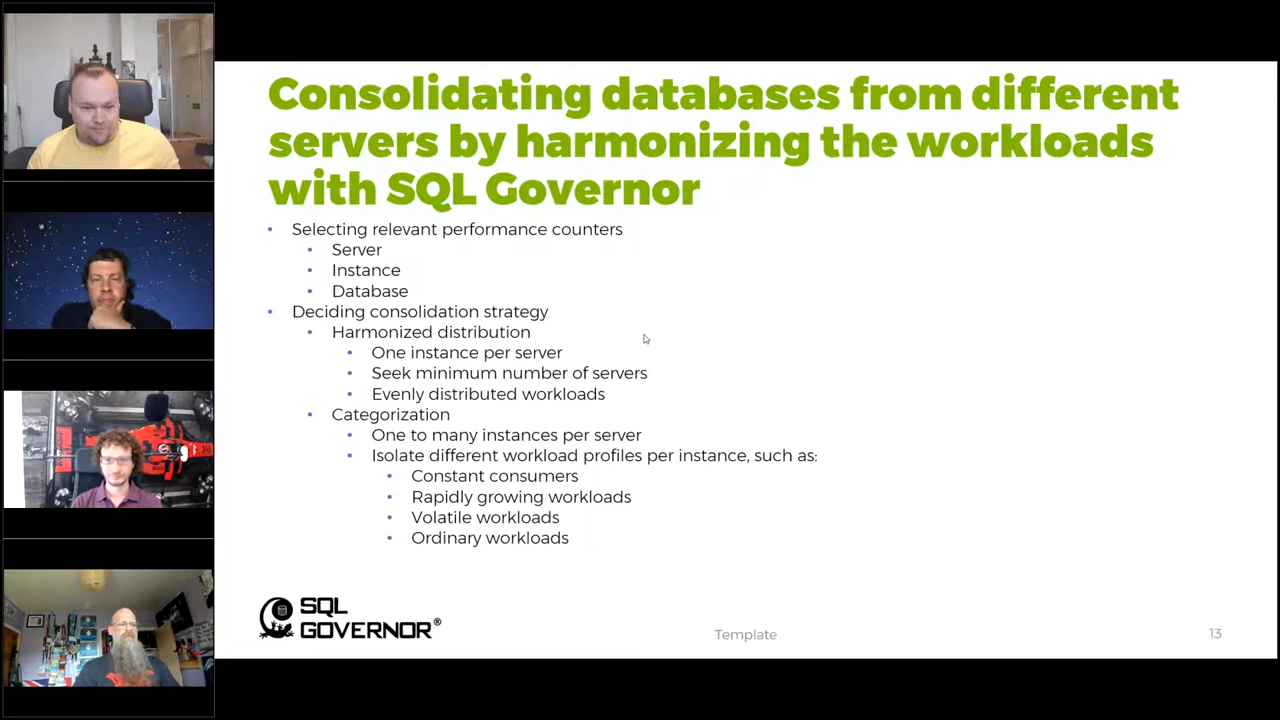 Consolidating databases from different
servers by harmonizing the workloads
with SQL Governor
Selecting relevant performance counters
Server
Instance
Database
Deciding consolidation strategy
Harmonized distribution
One instance per server
Seek minimum number of servers
Evenly distributed workloads
Categorization
One to many instances per server
Isolate different workload profiles per instance, such as:
Constant consumers
Rapidly growing workloads
Volatile workloads
Ordinary workloads
SQL
GOVERNOR®
Template
13